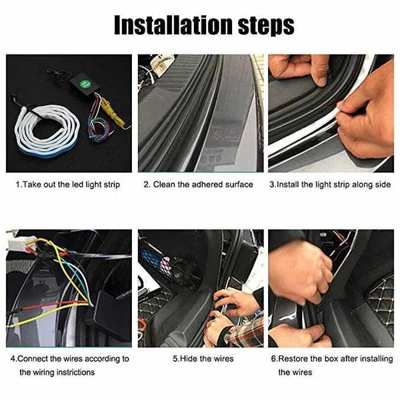 Installation steps
1.Take out the led light strip
2. Clean the adhered surface
3.Install the light strip along side
4.Connect the wires according to
the wiring instrictions
5.Hide the wires
6.Restore the box after installing
the wires